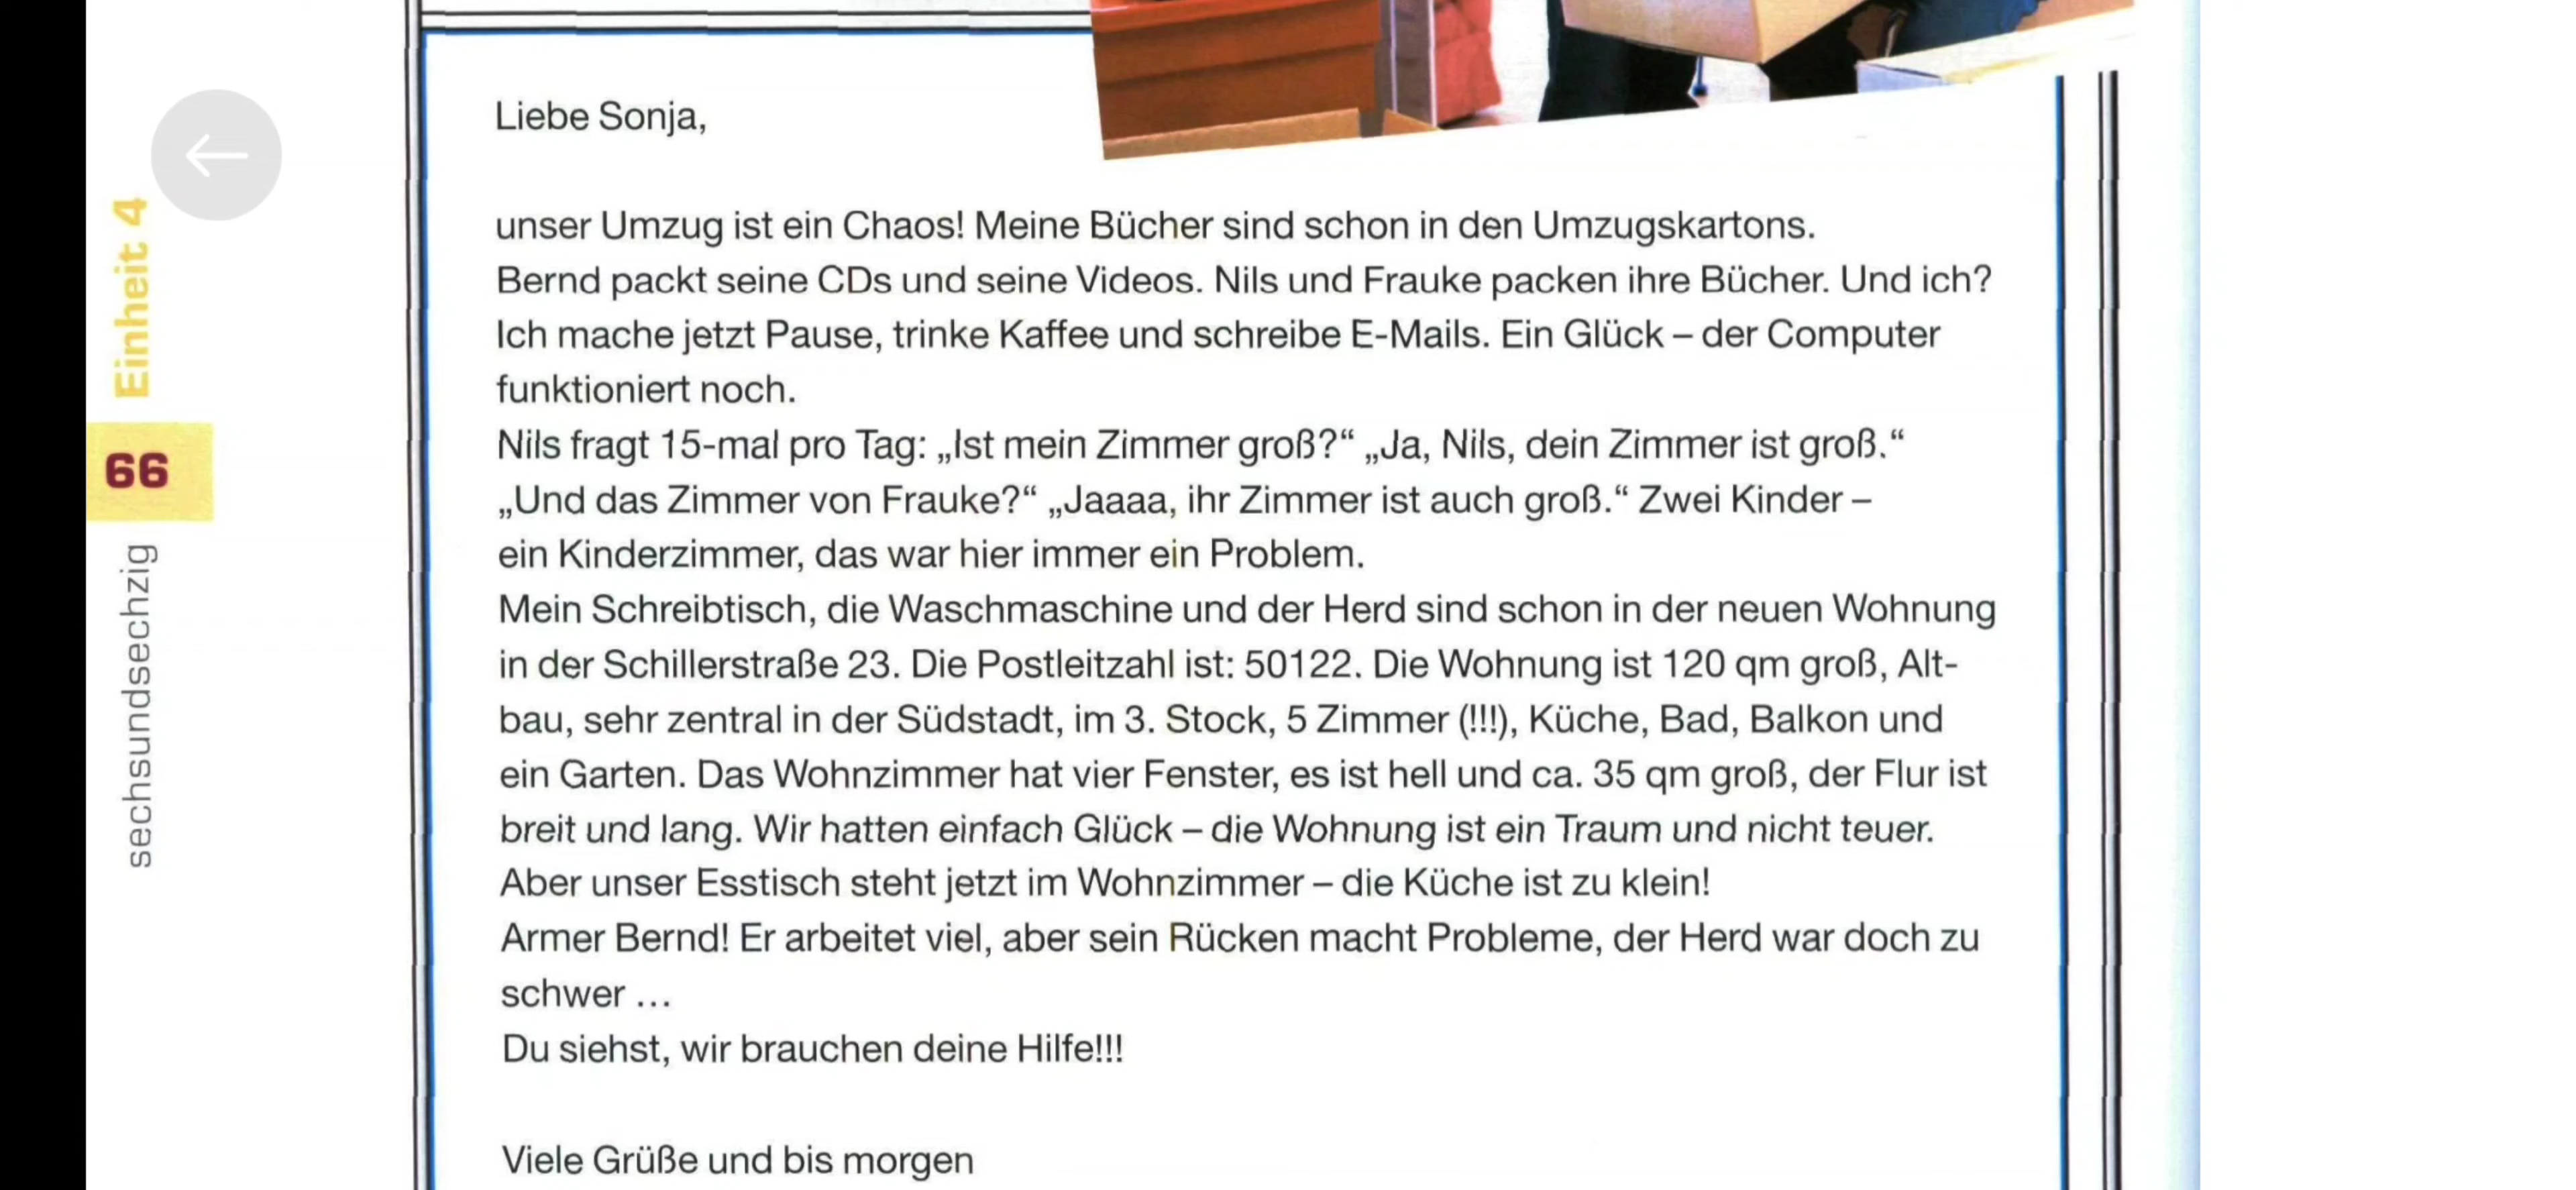 Einheit 4
66
sechsundsechzig
Liebe Sonja,
unser Umzug ist ein Chaos! Meine Bücher sind schon in den Umzugskartons.
Bernd packt seine CDs und seine Videos. Nils und Frauke packen ihre Bücher. Und ich?
Ich mache jetzt Pause, trinke Kaffee und schreibe E-Mails. Ein Glück – der Computer
funktioniert noch.
Nils fragt 15-mal pro Tag: „Ist mein Zimmer groß?“ „Ja, Nils, dein Zimmer ist groß.“
„Und das Zimmer von Frauke?“ „Jaaaa, ihr Zimmer ist auch groß.“ Zwei Kinder –
ein Kinderzimmer, das war hier immer ein Problem.
Mein Schreibtisch, die Waschmaschine und der Herd sind schon in der neuen Wohnung
in der Schillerstraße 23. Die Postleitzahl ist: 50122. Die Wohnung ist 120 qm groß, Alt-
bau, sehr zentral in der Südstadt, im 3. Stock, 5 Zimmer (!!!), Küche, Bad, Balkon und
ein Garten. Das Wohnzimmer hat vier Fenster, es ist hell und ca. 35 qm groß, der Flur ist
breit und lang. Wir hatten einfach Glück – die Wohnung ist ein Traum und nicht teuer.
Aber unser Esstisch steht jetzt im Wohnzimmer – die Küche ist zu klein!
Armer Bernd! Er arbeitet viel, aber sein Rücken macht Probleme, der Herd war doch zu
schwer ...
Du siehst, wir brauchen deine Hilfe!!!
Viele Grüße und bis morgen